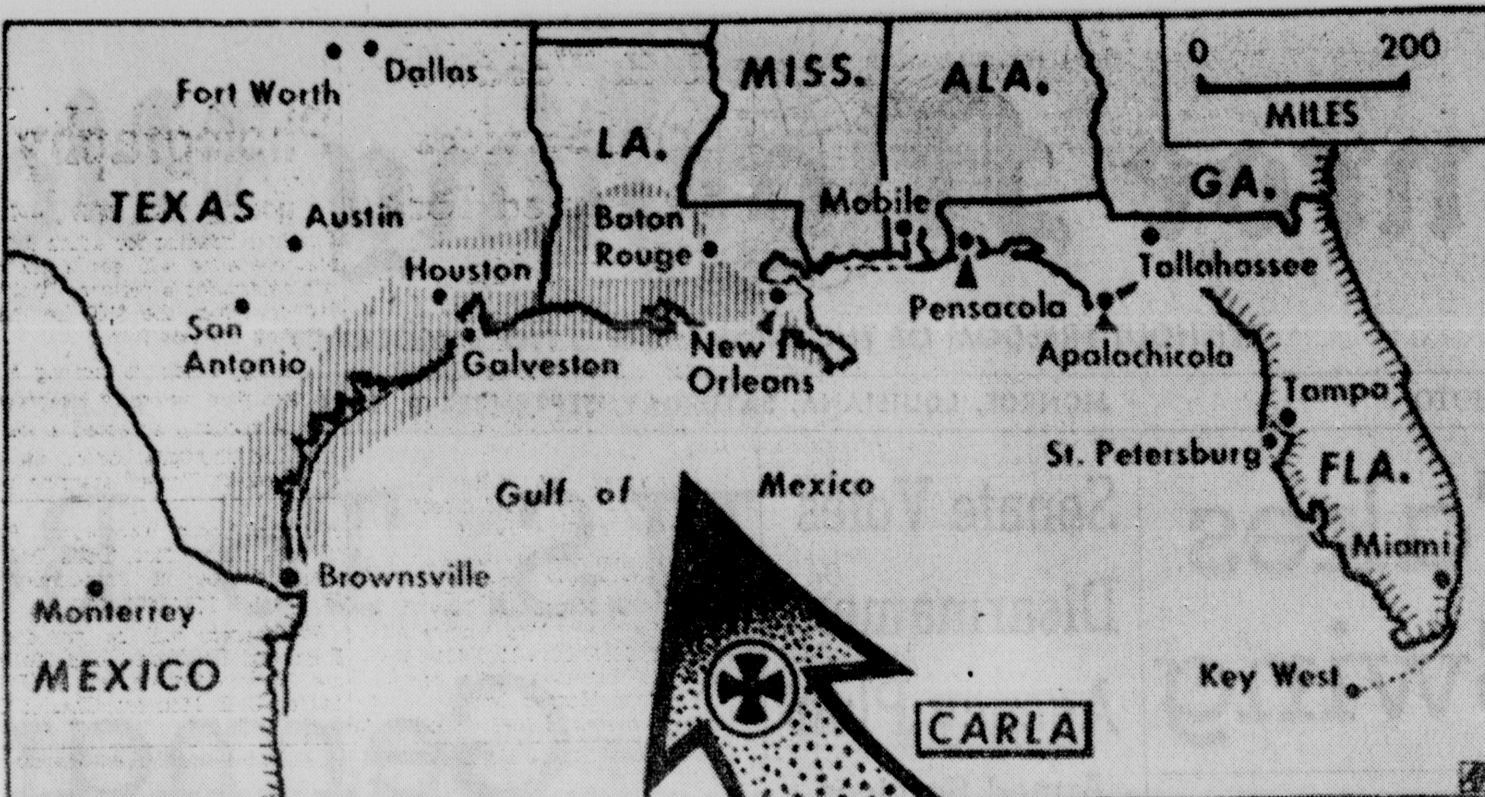 Dallas
Fort Worth
MISS.
ALA.
0 200
MILES
LA.
GA.
TEXAS
Austin
Baton
Rouge
Mobile
Houston
Tallahassee
Pensacola
San
Antonio
Galveston
New
Orleans
Apalachicola
Tampa
St. Petersburg
FLA.
Gulf of Mexico
Miami
Brownsville
Monterrey
MEXICO
Key West
CARLA
Senate Votes